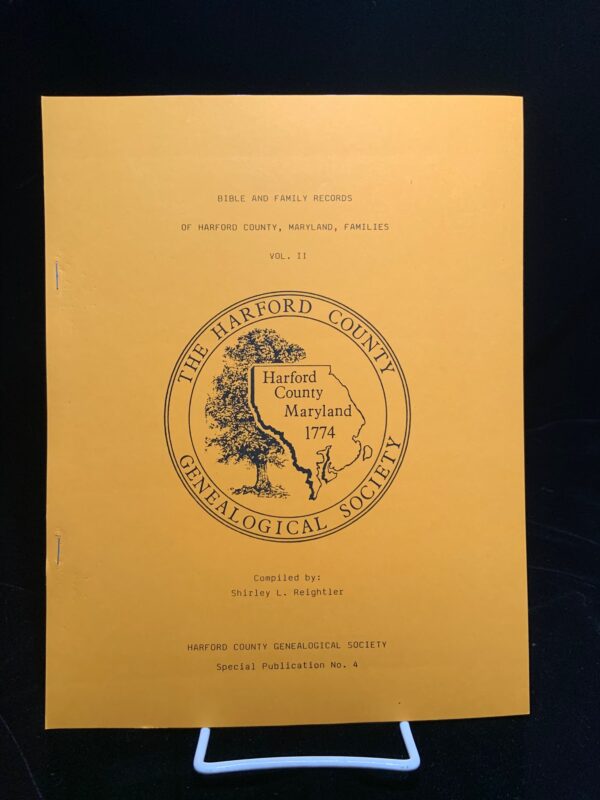 BIBLE AND FAMILY RECORDS
OF HARFORD COUNTY, MARYLAND, FAMILIES
VOL. II
THE HARFORD COUNTY
GENEALOGICAL SOCIETY
Harford
County
Maryland
1774
Compiled by:
Shirley L. Reightler
HARFORD COUNTY GENEALOGICAL SOCIETY
Special Publication No. 4